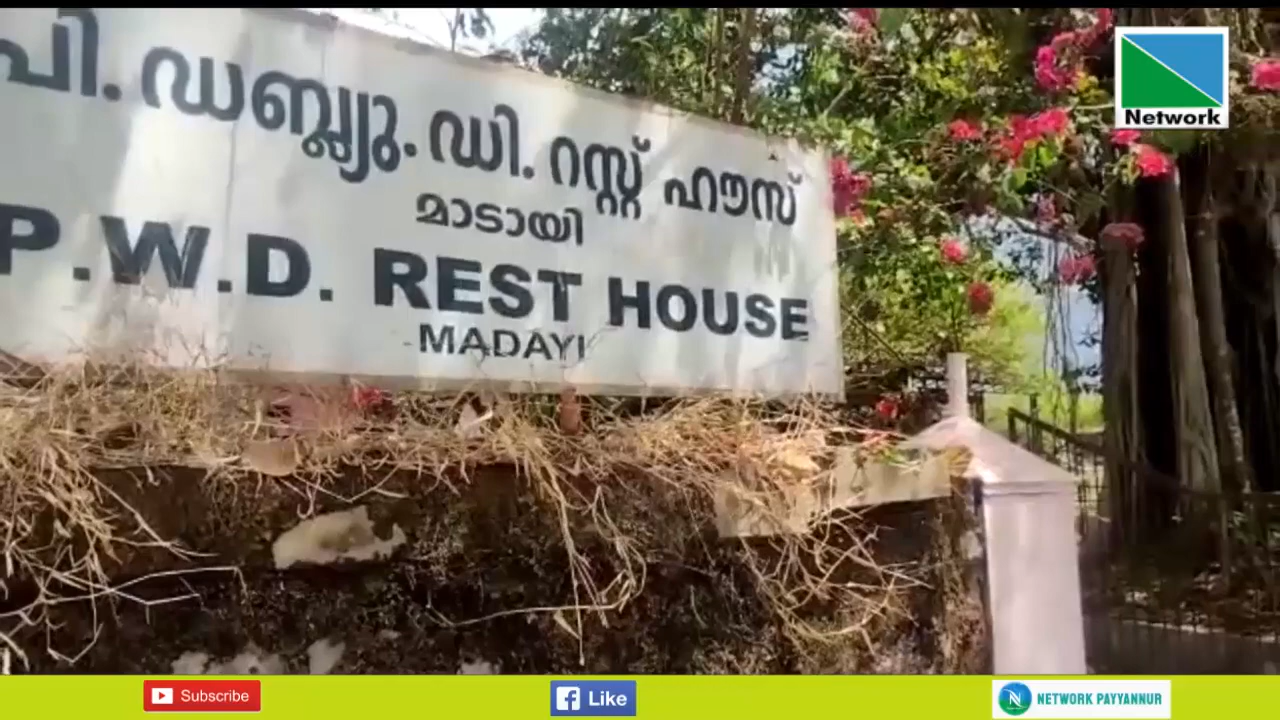 പി. ഡബ്ല്യു. ഡി. റസ്റ്റ് ഹൗസ്
മാടായി
P.W.D. REST HOUSE
MADAYI
Network
Subscribe
Like
NETWORK PAYYANNUR